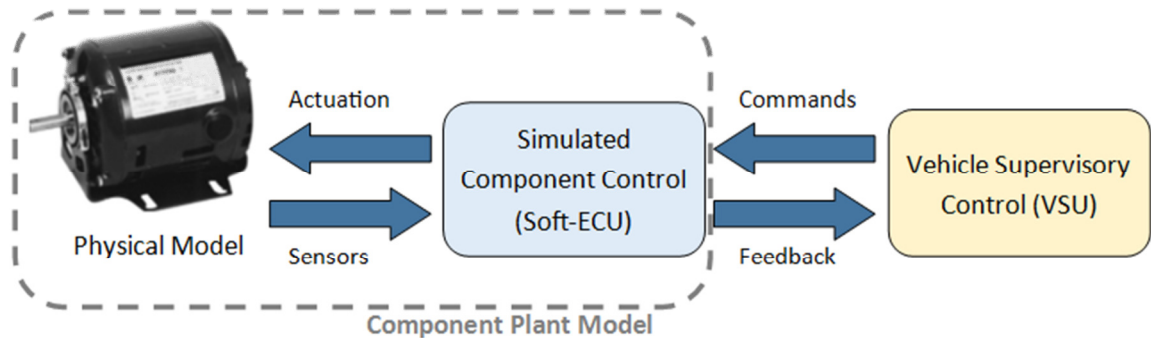 Actuation
Commands
Simulated
Component Control
(Soft-ECU)
Vehicle Supervisory
Control (VSU)
Physical Model
Sensors
Feedback
Component Plant Model